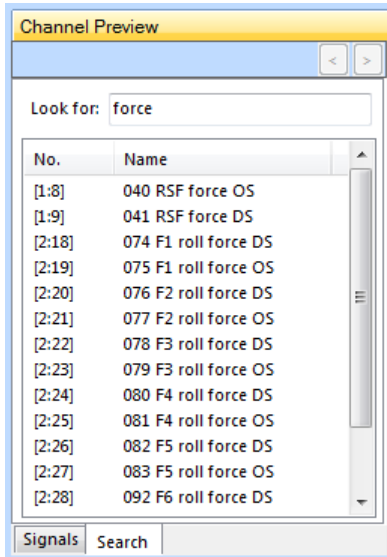 Channel Preview
< >
Look for: force
No. Name
[1:8] 040 RSF force OS
[1:9] 041 RSF force DS
[2:18] 074 F1 roll force DS
[2:19] 075 F1 roll force OS
[2:20] 076 F2 roll force DS
[2:21] 077 F2 roll force OS
[2:22] 078 F3 roll force DS
[2:23] 079 F3 roll force OS
[2:24] 080 F4 roll force DS
[2:25] 081 F4 roll force OS
[2:26] 082 F5 roll force DS
[2:27] 083 F5 roll force OS
[2:28] 092 F6 roll force DS
Signals Search